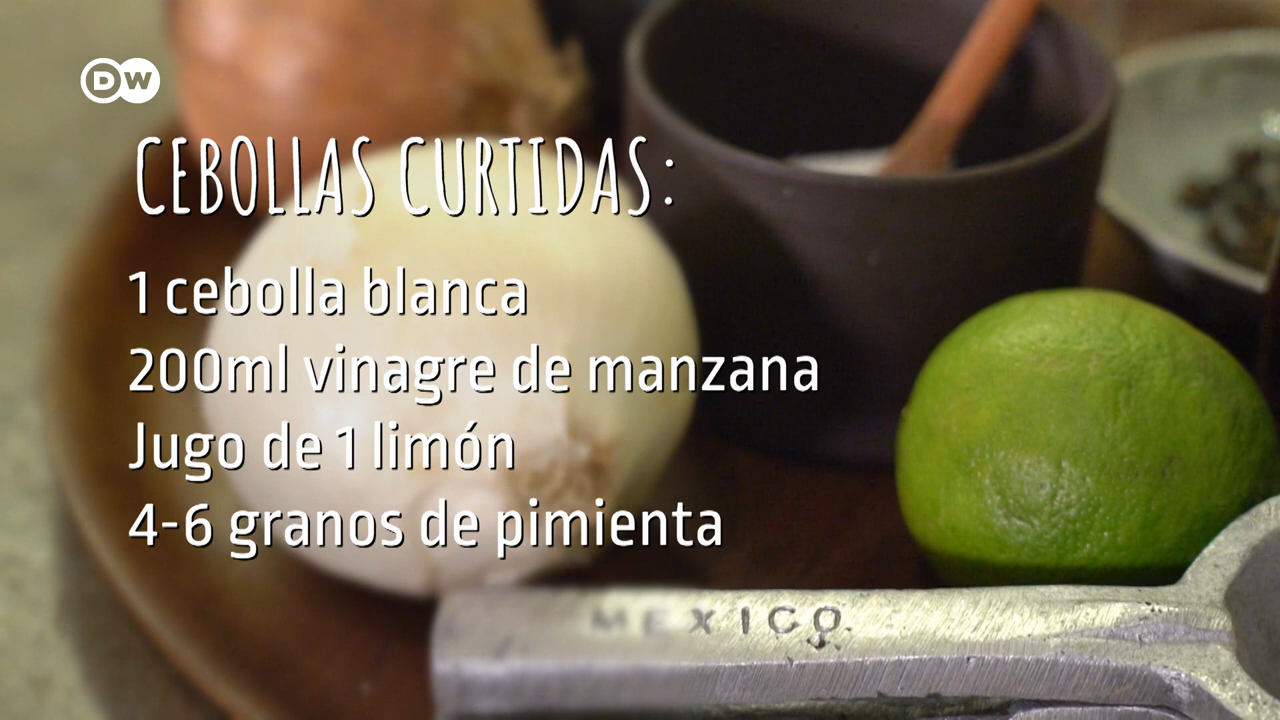 DW
CEBOLLAS CURTIDAS:
1 cebolla blanca
200ml vinagre de manzana
Jugo de 1 limón
4-6 granos de pimienta
MEXICO